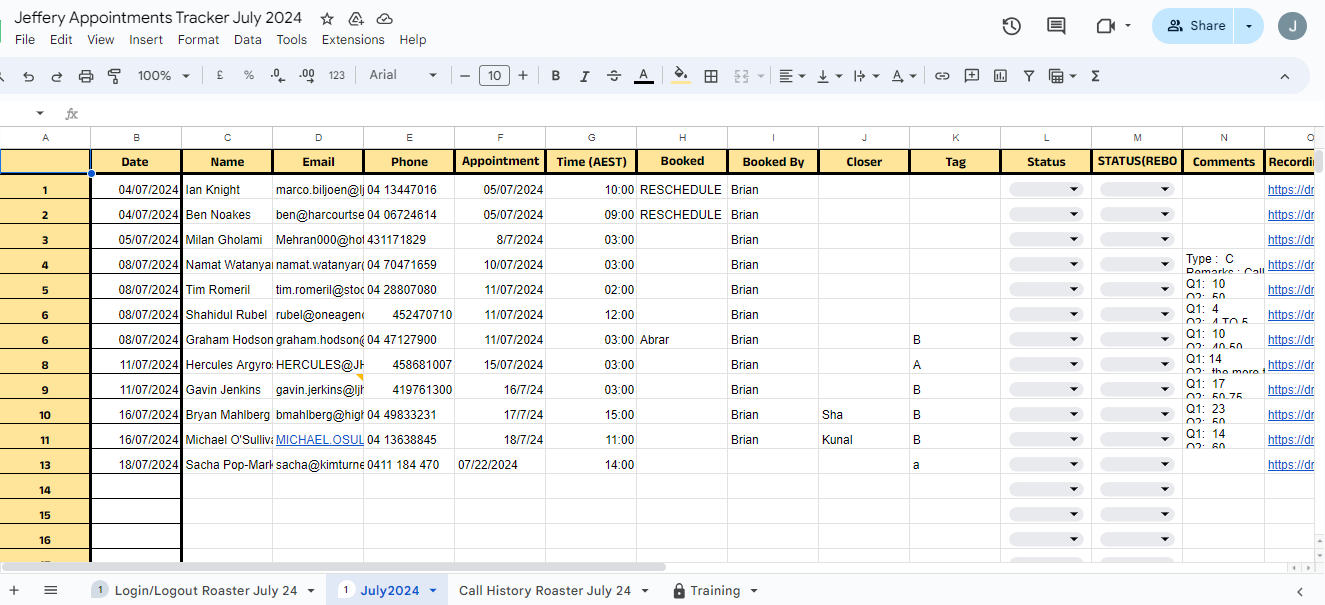 Jeffery Appointments Tracker July 2024
File Edit View Insert Format Data Tools Extensions Help
Share
J
100% £ % .0 .00 123 Arial 10 B I A
fx
A B C D E F G H I J K L M N O
Date Name Email Phone Appointment Time (AEST) Booked Booked By Closer Tag Status STATUS(REBO Comments Recordi
1 04/07/2024 Ian Knight marco.biljoen@lj 04 13447016 05/07/2024 10:00 RESCHEDULE Brian https://dr
2 04/07/2024 Ben Noakes ben@harcourtse 04 06724614 05/07/2024 09:00 RESCHEDULE Brian https://dr
3 05/07/2024 Milan Gholami Mehran000@hot 431171829 8/7/2024 03:00 Brian https://dr
4 08/07/2024 Namat Watanya namat.watanyar 04 70471659 10/07/2024 03:00 Brian Type : C https://dr
Remarks : Call
5 08/07/2024 Tim Romeril tim.romeril@stoc 04 28807080 11/07/2024 02:00 Brian Q1: 10 https://dr
Q2: 50
6 08/07/2024 Shahidul Rubel rubel@oneagenc 452470710 11/07/2024 12:00 Brian Q1: 4 https://dr
Q2: 4 TO 5
6 08/07/2024 Graham Hodson graham.hodson@ 04 47127900 11/07/2024 03:00 Abrar Brian B Q1: 10 https://dr
Q2: 40-50
8 11/07/2024 Hercules Argyro HERCULES@JH 458681007 15/07/2024 03:00 Brian A Q1: 14 https://dr
Q2: the more t
9 11/07/2024 Gavin Jenkins gavin.jerkins@ljh 419761300 16/7/24 03:00 Brian B Q1: 17 https://dr
Q2: 50-75
10 16/07/2024 Bryan Mahlberg bmahlberg@high 04 49833231 17/7/24 15:00 Brian Sha B Q1: 23 https://dr
Q2: 50
11 16/07/2024 Michael O'Sulliva MICHAEL.OSUL 04 13638845 18/7/24 11:00 Brian Kunal B Q1: 14 https://dr
Q2: 60
13 18/07/2024 Sacha Pop-Mark sacha@kimturne 0411 184 470 07/22/2024 14:00 a https://dr
14
15
16
1 Login/Logout Roaster July 24 1 July2024 Call History Roaster July 24 Training